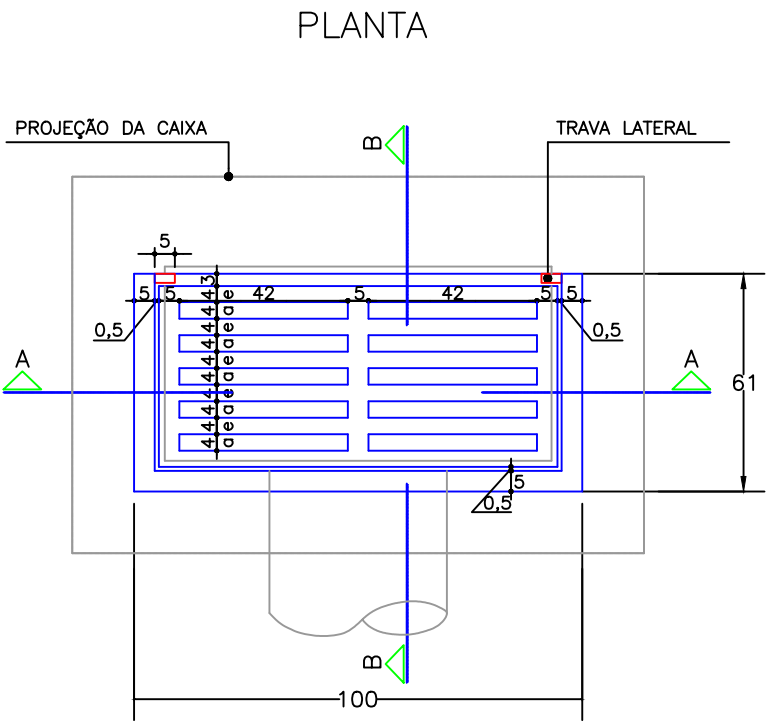 PLANTA
PROJEÇÃO DA CAIXA
B
TRAVA LATERAL
5
3
5 5 42 5 42 5 5
4 e
4 a
0,5 0,5
4 e
4 a
4 e
A A
4 a
61
4 e
4 a
4 e
4 a
5
0,5
B
100